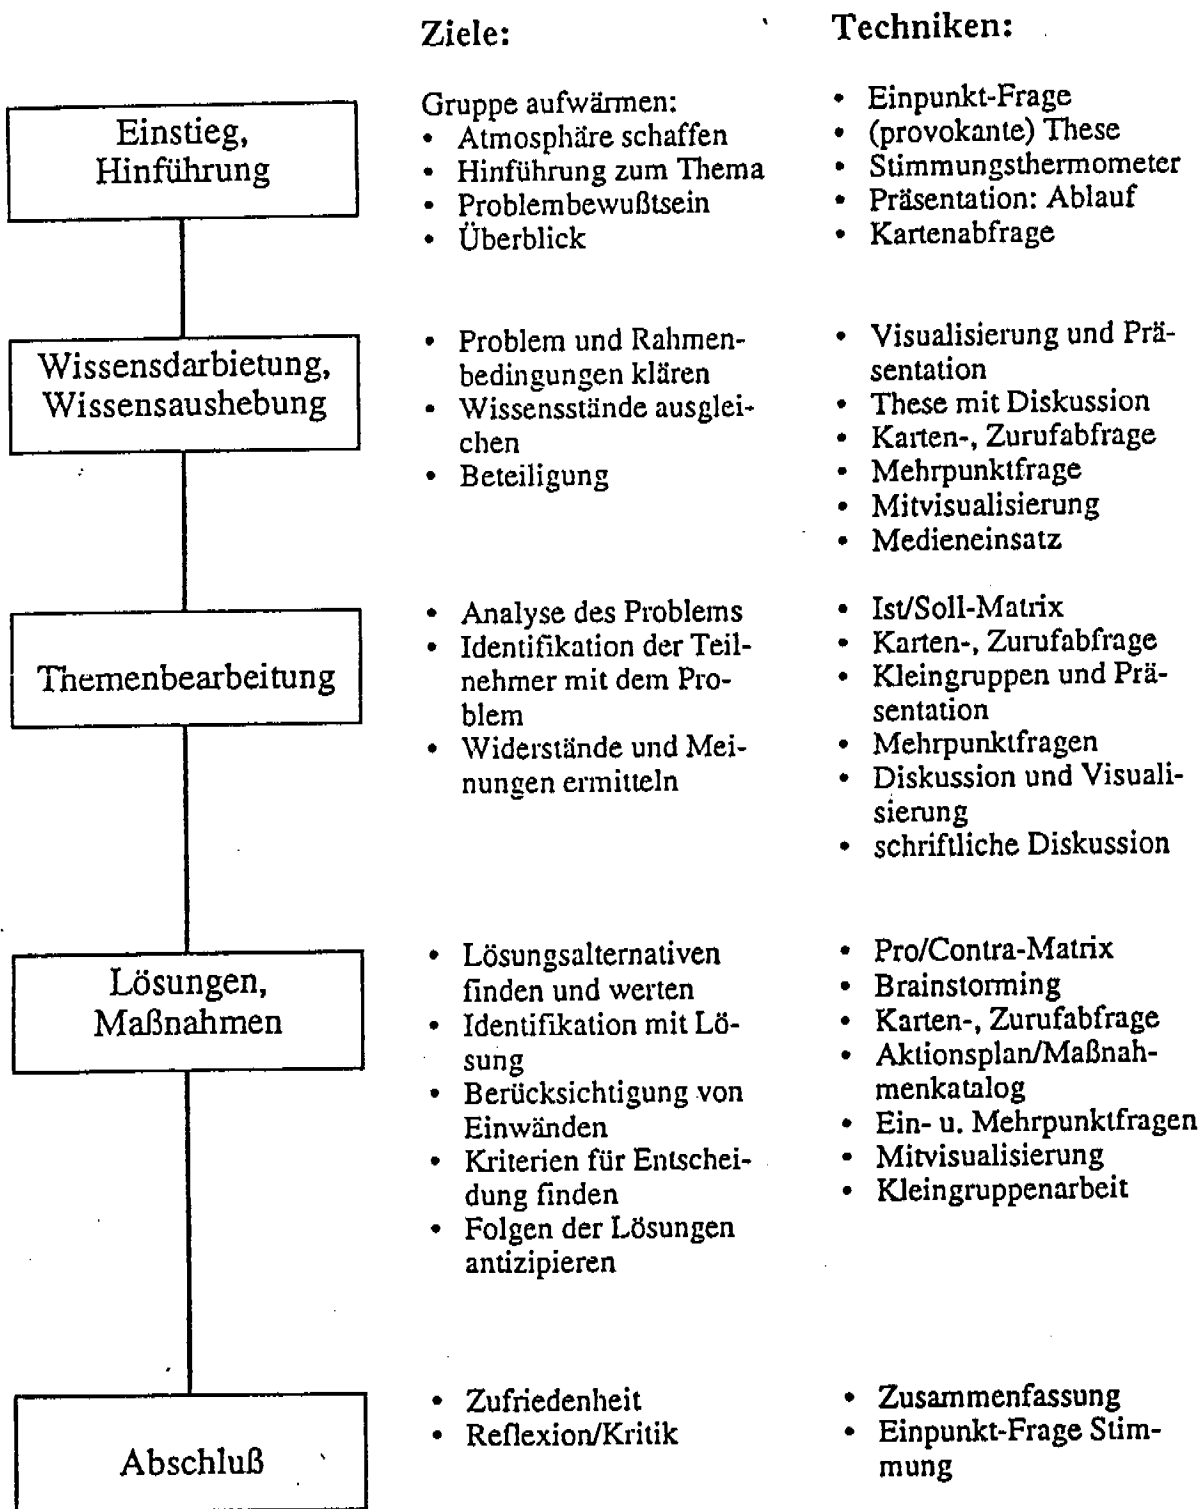 Ziele:
Techniken:
Einstieg,
Hinführung
Gruppe aufwärmen:
• Atmosphäre schaffen
• Hinführung zum Thema
• Problembewußtsein
• Überblick
• Einpunkt-Frage
• (provokante) These
• Stimmungsthermometer
• Präsentation: Ablauf
• Kartenabfrage
Wissensdarbietung,
Wissensaushebung
• Problem und Rahmen-
bedingungen klären
• Wissensstände ausglei-
chen
• Beteiligung
• Visualisierung und Prä-
sentation
• These mit Diskussion
• Karten-, Zurufabfrage
• Mehrpunktfrage
• Mitvisualisierung
• Medieneinsatz
Themenbearbeitung
• Analyse des Problems
• Identifikation der Teil-
nehmer mit dem Pro-
blem
• Widerstände und Mei-
nungen ermitteln
• Ist/Soll-Matrix
• Karten-, Zurufabfrage
• Kleingruppen und Prä-
sentation
• Mehrpunktfragen
• Diskussion und Visuali-
sierung
• schriftliche Diskussion
Lösungen,
Maßnahmen
• Lösungsalternativen
finden und werten
• Identifikation mit Lö-
sung
• Berücksichtigung von
Einwänden
• Kriterien für Entschei-
dung finden
• Folgen der Lösungen
antizipieren
• Pro/Contra-Matrix
• Brainstorming
• Karten-, Zurufabfrage
• Aktionsplan/Maßnah-
menkatalog
• Ein- u. Mehrpunktfragen
• Mitvisualisierung
• Kleingruppenarbeit
Abschluß
• Zufriedenheit
• Reflexion/Kritik
• Zusammenfassung
• Einpunkt-Frage Stim-
mung